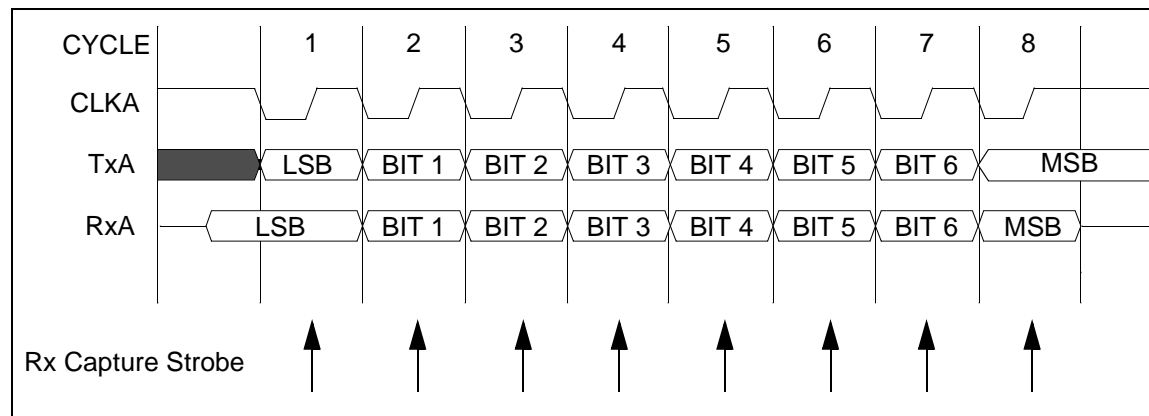 CYCLE 1 2 3 4 5 6 7 8
CLKA
TxA LSB BIT 1 BIT 2 BIT 3 BIT 4 BIT 5 BIT 6 MSB
RxA LSB BIT 1 BIT 2 BIT 3 BIT 4 BIT 5 BIT 6 MSB
Rx Capture Strobe